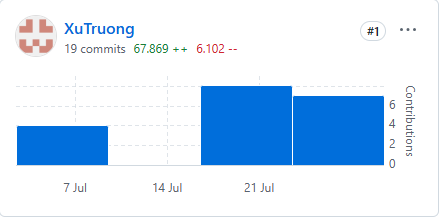 XuTruong
#1
19 commits 67.869 ++ 6.102 --
6
4
2
0
Contributions
7 Jul 14 Jul 21 Jul